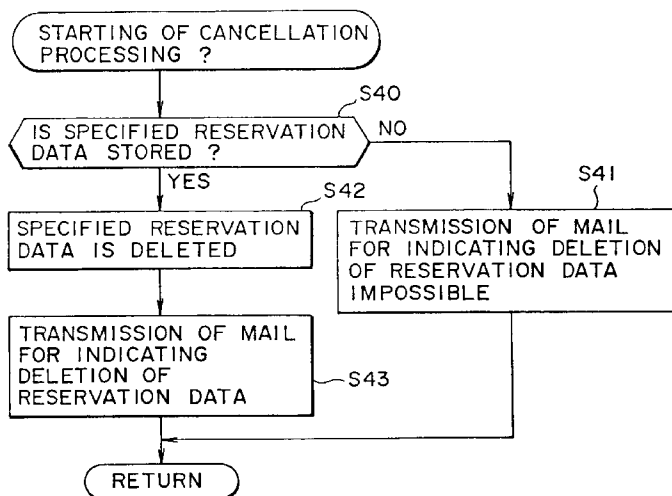 STARTING OF CANCELLATION
PROCESSING ?
S40
IS SPECIFIED RESERVATION
DATA STORED ?
NO
YES
S42
SPECIFIED RESERVATION
DATA IS DELETED
S41
TRANSMISSION OF MAIL
FOR INDICATING DELETION
OF RESERVATION DATA
IMPOSSIBLE
TRANSMISSION OF MAIL
FOR INDICATING
DELETION OF
RESERVATION DATA
S43
RETURN